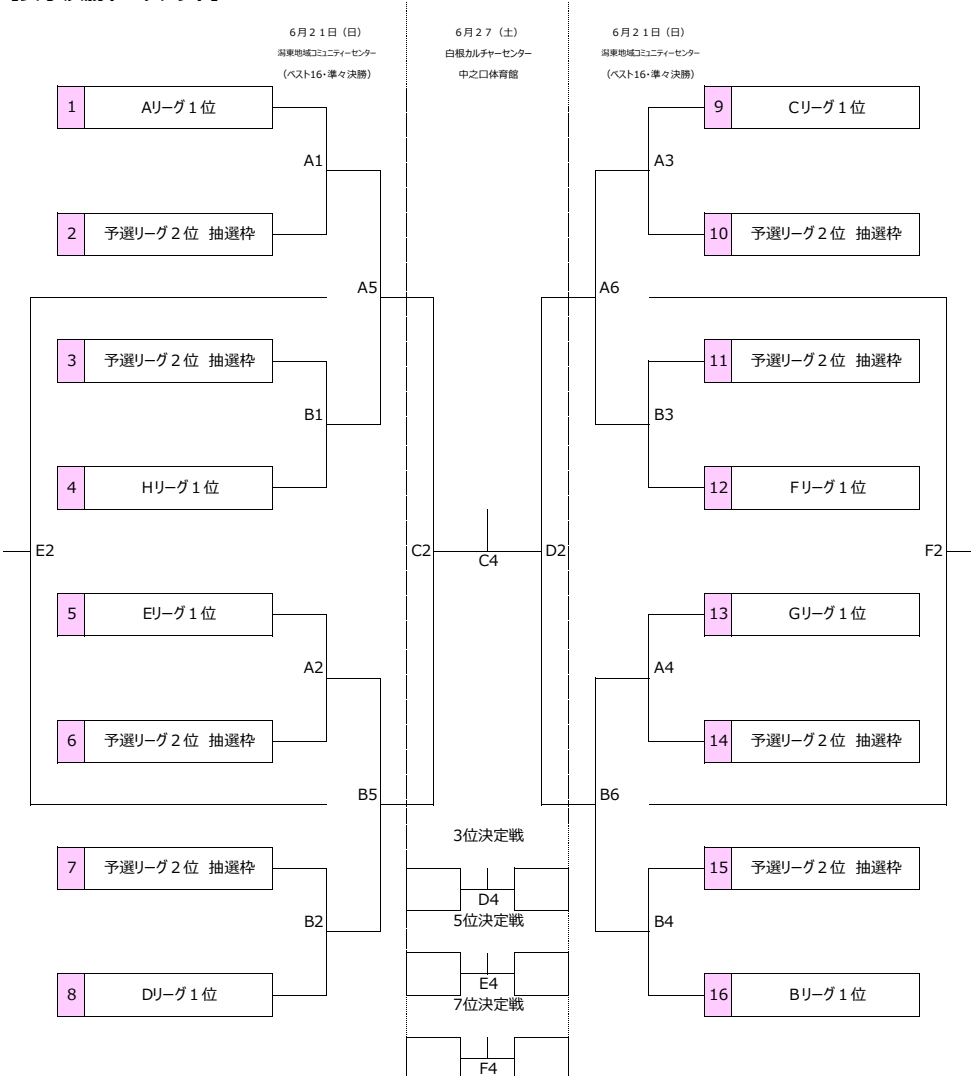 6月21日（日）
潟東地域コミュニティーセンター
（ベスト16・準々決勝）
6月27（土）
白根カルチャーセンター
中之口体育館
6月21日（日）
潟東地域コミュニティーセンター
（ベスト16・準々決勝）
1 Aリーグ1位
9 Cリーグ1位
A1
A3
2 予選リーグ2位 抽選枠
10 予選リーグ2位 抽選枠
A5
A6
3 予選リーグ2位 抽選枠
11 予選リーグ2位 抽選枠
B1
B3
4 Hリーグ1位
12 Fリーグ1位
E2
C2
C4
D2
F2
5 Eリーグ1位
13 Gリーグ1位
A2
A4
6 予選リーグ2位 抽選枠
14 予選リーグ2位 抽選枠
B5
B6
3位決定戦
7 予選リーグ2位 抽選枠
15 予選リーグ2位 抽選枠
D4
B2
5位決定戦
B4
8 Dリーグ1位
E4
16 Bリーグ1位
7位決定戦
F4